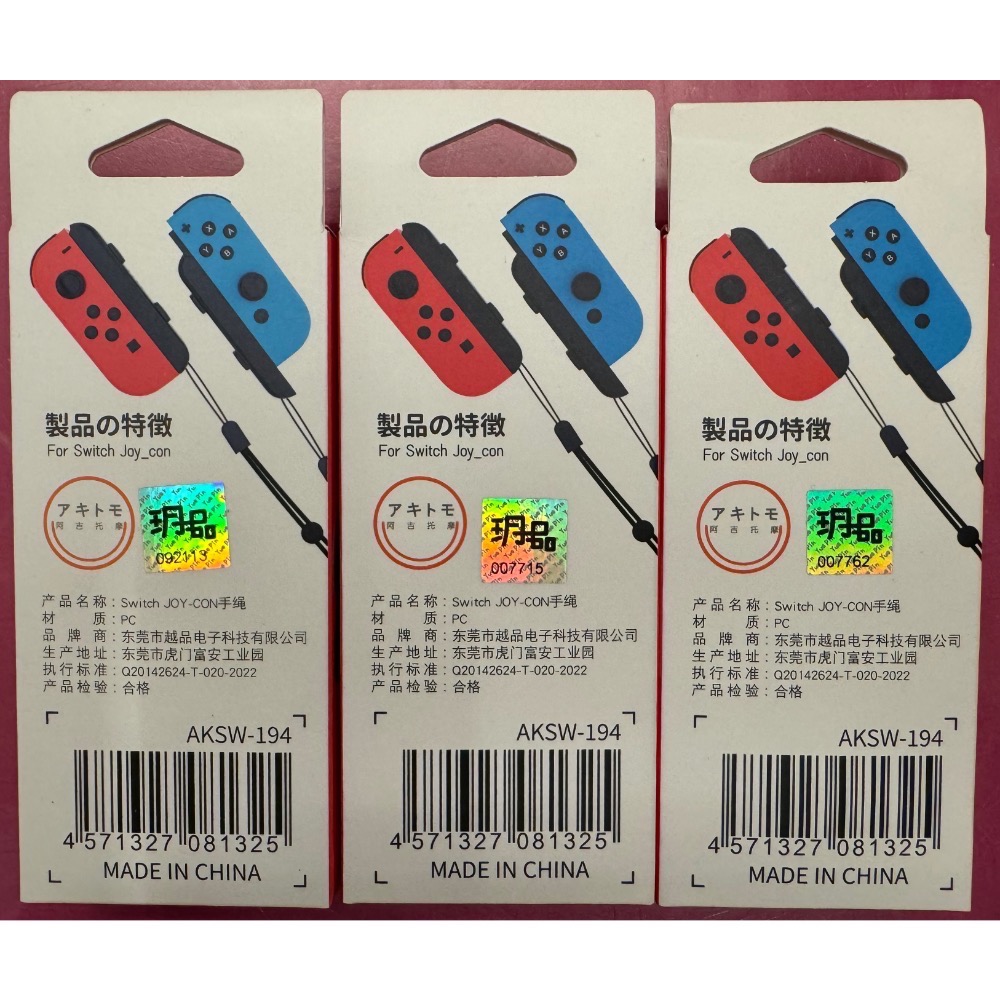 製品の特徴
For Switch Joy_con
アキトモ
阿吉托摩
玥品
092113
产品名称：Switch JOY-CON手绳
材 质：PC
品 牌 商：东莞市越品电子科技有限公司
生产地址：东莞市虎门富安工业园
执行标准：Q20142624-T-020-2022
产品检验：合格
AKSW-194
4 571327 081325
MADE IN CHINA
製品の特徴
For Switch Joy_con
アキトモ
阿吉托摩
玥品
007715
产品名称：Switch JOY-CON手绳
材 质：PC
品 牌 商：东莞市越品电子科技有限公司
生产地址：东莞市虎门富安工业园
执行标准：Q20142624-T-020-2022
产品检验：合格
AKSW-194
4 571327 081325
MADE IN CHINA
製品の特徴
For Switch Joy_con
アキトモ
阿吉托摩
玥品
007762
产品名称：Switch JOY-CON手绳
材 质：PC
品 牌 商：东莞市越品电子科技有限公司
生产地址：东莞市虎门富安工业园
执行标准：Q20142624-T-020-2022
产品检验：合格
AKSW-194
4 571327 081325
MADE IN CHINA